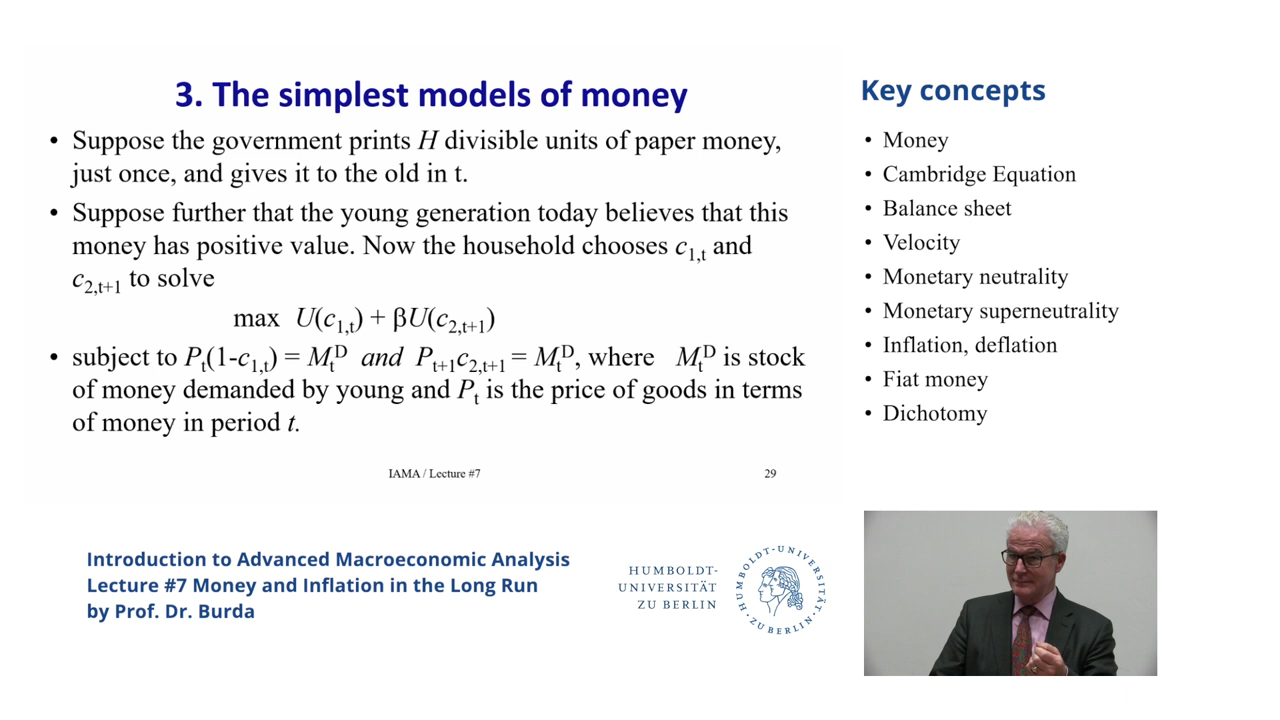 3. The simplest models of money
• Suppose the government prints H divisible units of paper money,
just once, and gives it to the old in t.
• Suppose further that the young generation today believes that this
money has positive value. Now the household chooses c1,t and
c2,t+1 to solve
max U(c1,t) + βU(c2,t+1)
• subject to Pt(1-c1,t) = MtD and Pt+1c2,t+1 = MtD, where MtD is stock
of money demanded by young and Pt is the price of goods in terms
of money in period t.
IAMA / Lecture #7
29
Key concepts
• Money
• Cambridge Equation
• Balance sheet
• Velocity
• Monetary neutrality
• Monetary superneutrality
• Inflation, deflation
• Fiat money
• Dichotomy
Introduction to Advanced Macroeconomic Analysis
Lecture #7 Money and Inflation in the Long Run
by Prof. Dr. Burda
HUMBOLDT-
UNIVERSITÄT
ZU BERLIN
HUMBOLDT-UNIVERSITÄT
ZU BERLIN